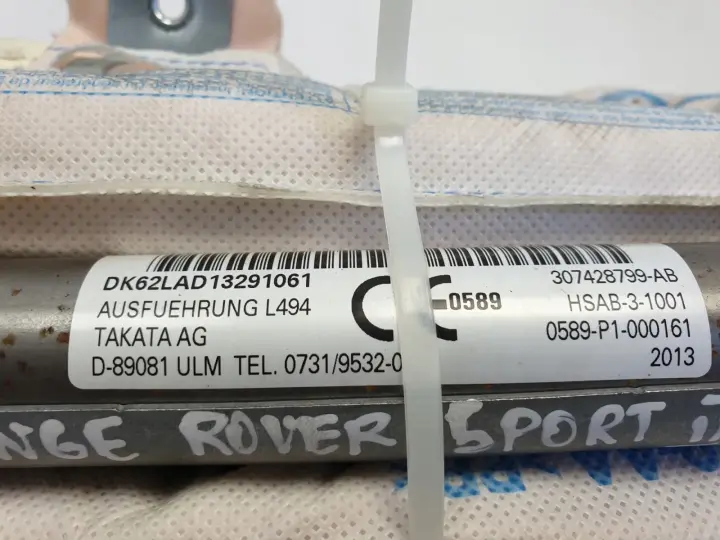 DK62LAD13291061
AUSFUEHRUNG L494
TAKATA AG
D-89081 ULM TEL. 0731/9532-0
CE 0589
307428799-AB
HSAB-3-1001
0589-P1-000161
2013
NGE ROVER SPORT